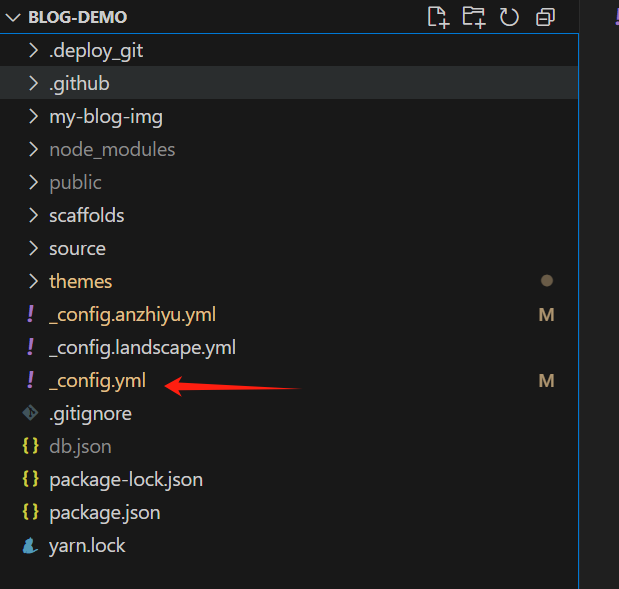 BLOG-DEMO
.deploy_git
.github
my-blog-img
node_modules
public
scaffolds
source
themes
! _config.anzhiyu.yml M
! _config.landscape.yml
! _config.yml M
.gitignore
{} db.json
{} package-lock.json
{} package.json
yarn.lock